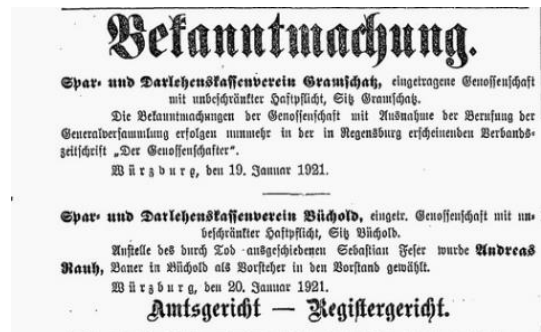 Bekanntmachung.
Spar- und Darlehenskassenverein Gramschatz, eingetragene Genossenschaft
mit unbeschränkter Haftpflicht, Sitz Gramschatz.
Die Bekanntmachungen der Genossenschaft mit Ausnahme der Berufung der
Generalversammlung erfolgen nunmehr in der in Regensburg erscheinenden Verbands-
zeitschrift „Der Genossenschafter“.
Würzburg, den 19. Januar 1921.
Spar- und Darlehenskassenverein Büchold, eingetr. Genossenschaft mit un-
beschränkter Haftpflicht, Sitz Büchold.
Anstelle des durch Tod ausgeschiedenen Sebastian Feser wurde Andreas
Rauh, Bauer in Büchold als Vorsteher in den Vorstand gewählt.
Würzburg, den 20. Januar 1921.
Amtsgericht — Registergericht.